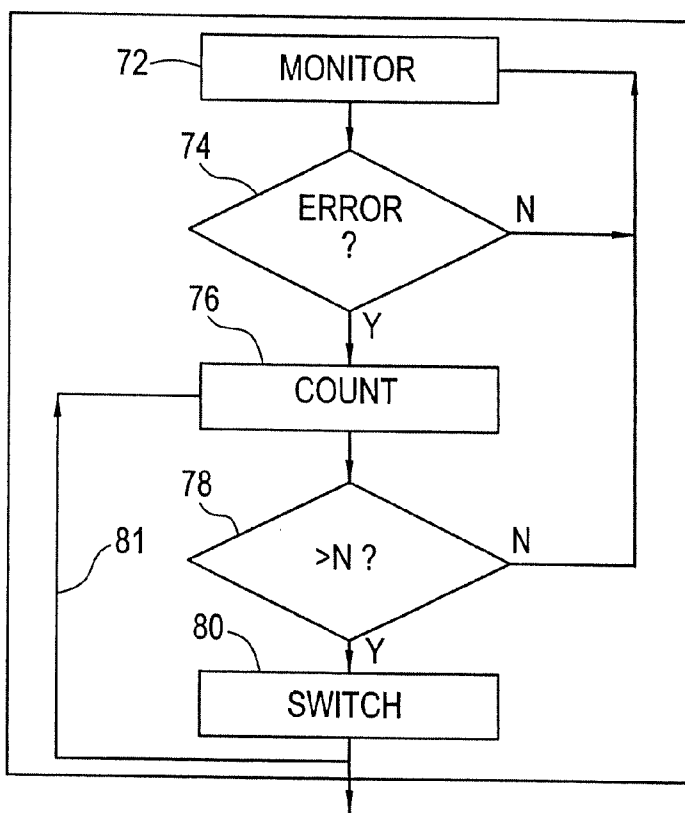 72
MONITOR
74
ERROR
?
N
76
Y
COUNT
78
81
>N ?
N
80
Y
SWITCH